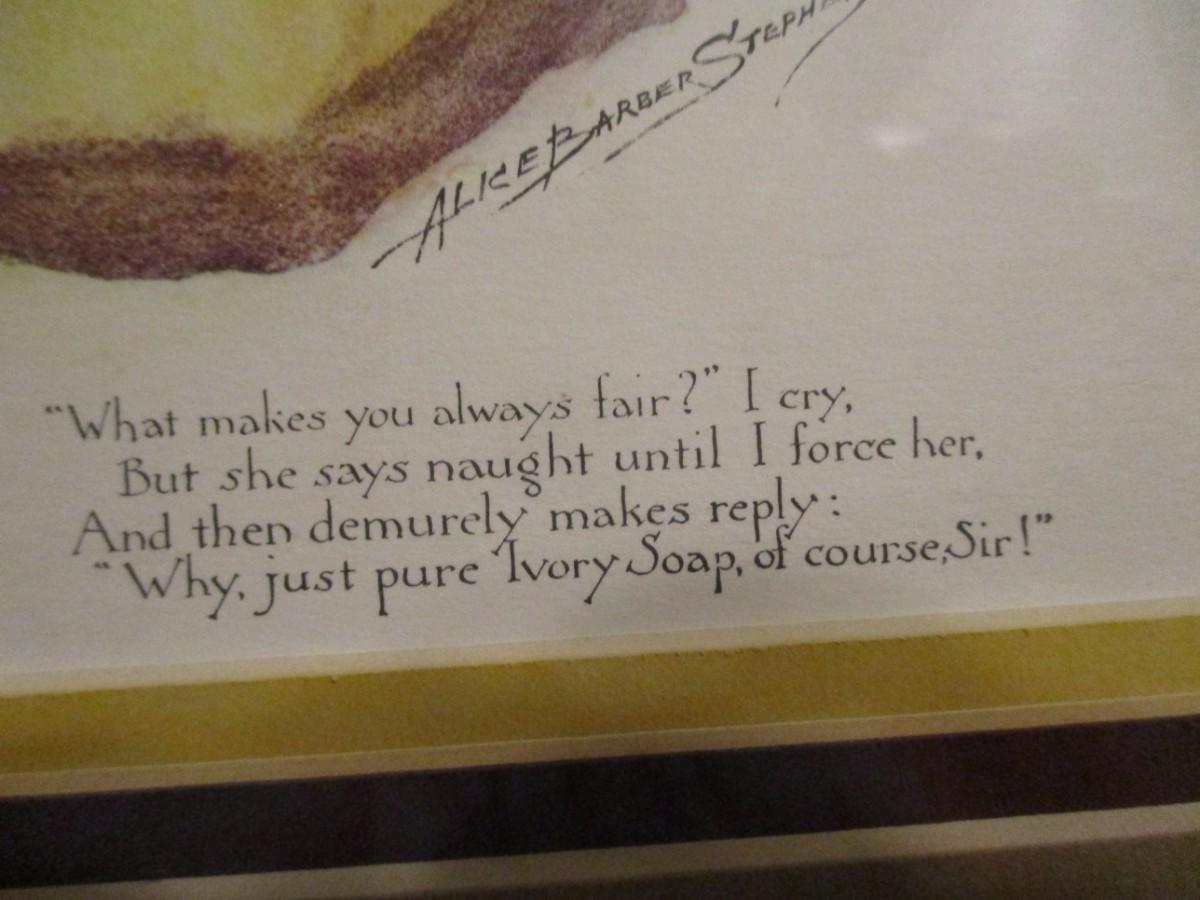 ALICE BARBER STEPHE
“What makes you always fair?” I cry,
But she says naught until I force her,
And then demurely makes reply:
“Why, just pure Ivory Soap, of course, Sir!”